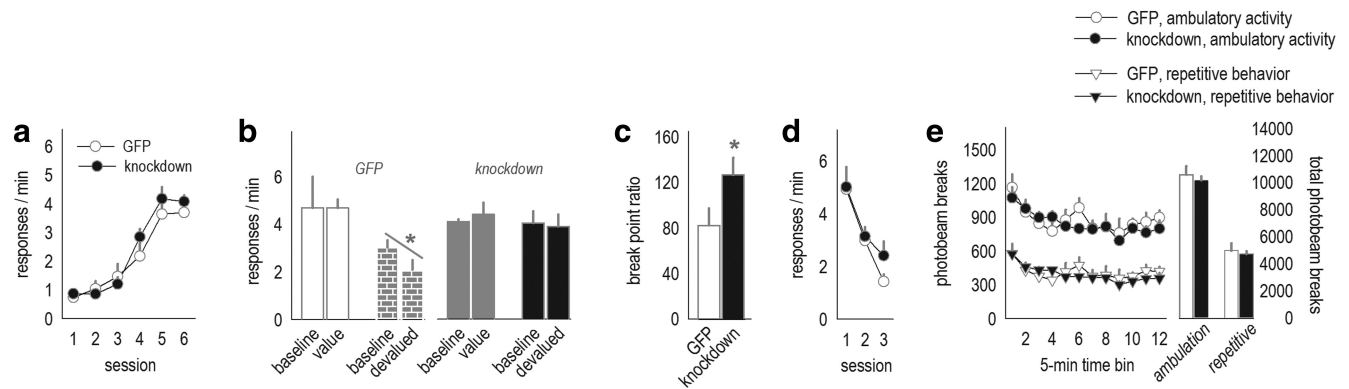 GFP, ambulatory activity
knockdown, ambulatory activity
GFP, repetitive behavior
knockdown, repetitive behavior
a
6
5
4
3
2
1
0
responses / min
GFP
knockdown
1 2 3 4 5 6
session
b
6
4
2
0
responses / min
GFP
knockdown
*
baseline
value
baseline
devalued
baseline
value
baseline
devalued
c
160
120
80
40
0
break point ratio
*
GFP
knockdown
d
6
4
2
0
responses / min
1 2 3
session
e
1500
1200
900
600
300
0
photobeam breaks
2 4 6 8 10 12
5-min time bin
14000
12000
10000
8000
6000
4000
2000
0
total photobeam breaks
ambulation
repetitive